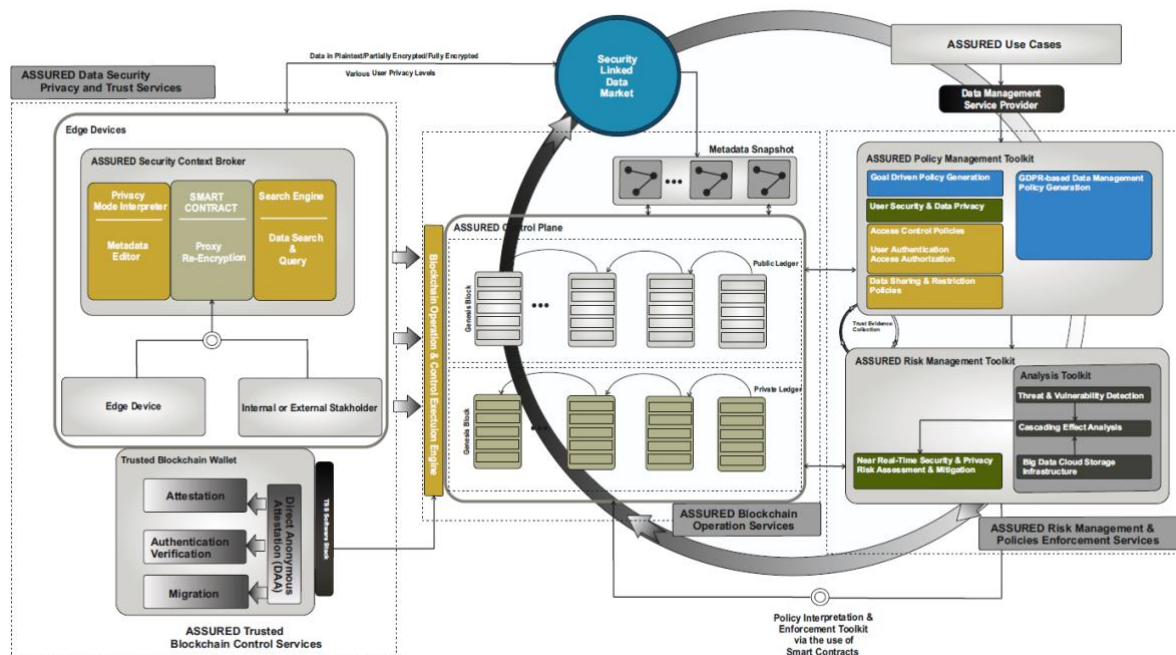 Data in Plaintext/Partially Encrypted/Fully Encrypted
Various User Privacy Levels
Security
Linked
Data
Market
ASSURED Use Cases
Data Management
Service Provider
ASSURED Data Security
Privacy and Trust Services
Edge Devices
ASSURED Security Context Broker
Privacy
Mode Interpreter
Metadata
Editor
SMART
CONTRACT
Proxy
Re-Encryption
Search Engine
Data Search
&
Query
Edge Device
Internal or External Stakholder
Trusted Blockchain Wallet
Attestation
Authentication
Verification
Migration
Direct Anonymous
Attestation (DAA)
TSS Software Stack
ASSURED Trusted
Blockchain Control Services
Blockchain Operation & Control Execution Engine
Metadata Snapshot
ASSURED Control Plane
Public Ledger
Genesis Block
Private Ledger
Genesis Block
ASSURED Blockchain
Operation Services
ASSURED Policy Management Toolkit
Goal Driven Policy Generation
User Security & Data Privacy
Access Control Policies
User Authentication
Access Authorization
Data Sharing & Restriction
Policies
GDPR-based Data Management
Policy Generation
Trust Evidence
Collection
ASSURED Risk Management Toolkit
Analysis Toolkit
Threat & Vulnerability Detection
Cascading Effect Analysis
Big Data Cloud Storage
Infrastructure
Near Real-Time Security & Privacy
Risk Assessment & Mitigation
ASSURED Risk Management &
Policies Enforcement Services
Policy Interpretation &
Enforcement Toolkit
via the use of
Smart Contracts